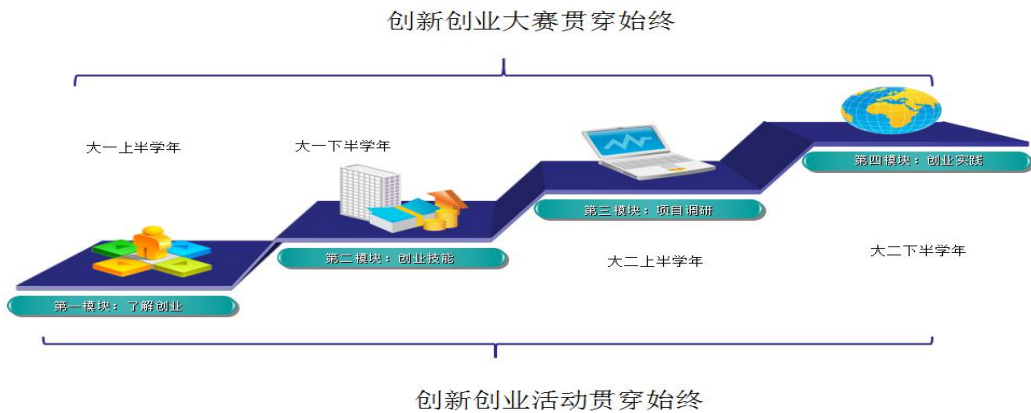 创新创业大赛贯穿始终
大一上半学年
大一下半学年
第四模块：创业实践
第三模块：项目调研
第二模块：创业技能
大二上半学年
大二下半学年
第一模块：了解创业
创新创业活动贯穿始终